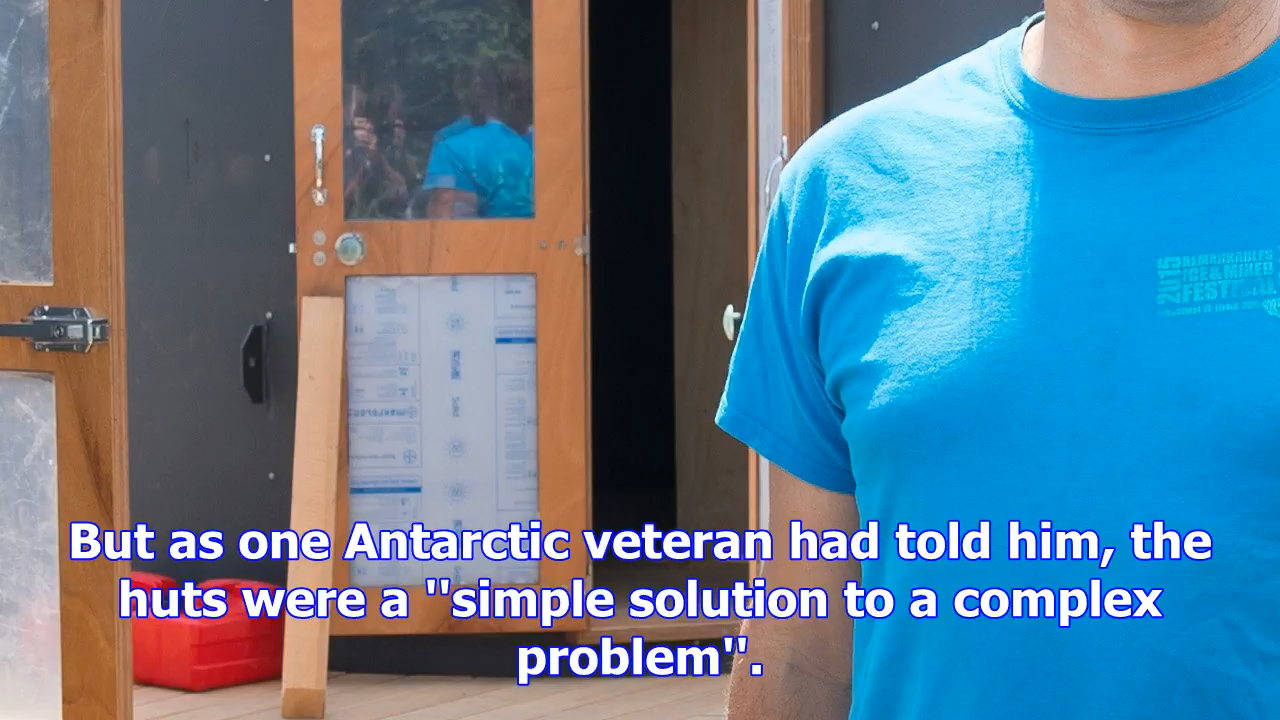 2015
REMARKABLES
ICE & MIXED
FESTIVAL
But as one Antarctic veteran had told him, the
huts were a "simple solution to a complex
problem".